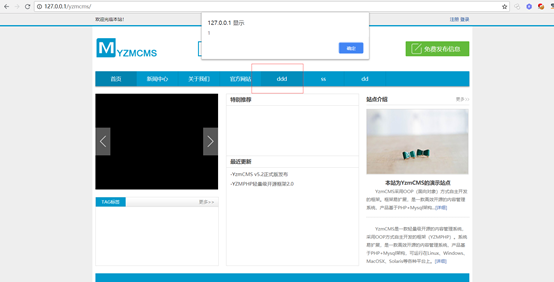 127.0.0.1/yzmcms/
欢迎光临本站!
注册 登录
127.0.0.1 显示
1
确定
YZMCMS
免费发布信息
首页 新闻中心 关于我们 官方网站 ddd ss dd
特别推荐
站点介绍 更多>>
最近更新
-YzmCMS v5.2正式版发布
-YZMPHP轻量级开源框架2.0
TAG标签 更多>>
本站为YzmCMS的演示站点
YzmCMS采用OOP(面向对象)方式自主开发的框架。框架易扩展,是一款高效开源的内容管理系统,产品基于PHP+Mysql架构。[详细]
YzmCMS是一款轻量级开源的内容管理系统,采用OOP方式自主开发的框架(YZMPHP)。系统易扩展,是一款高效开源的内容管理系统,产品基于PHP+Mysql架构,可运行在Linux、Windows、MacOSX、Solaris等各种平台上。[详细]